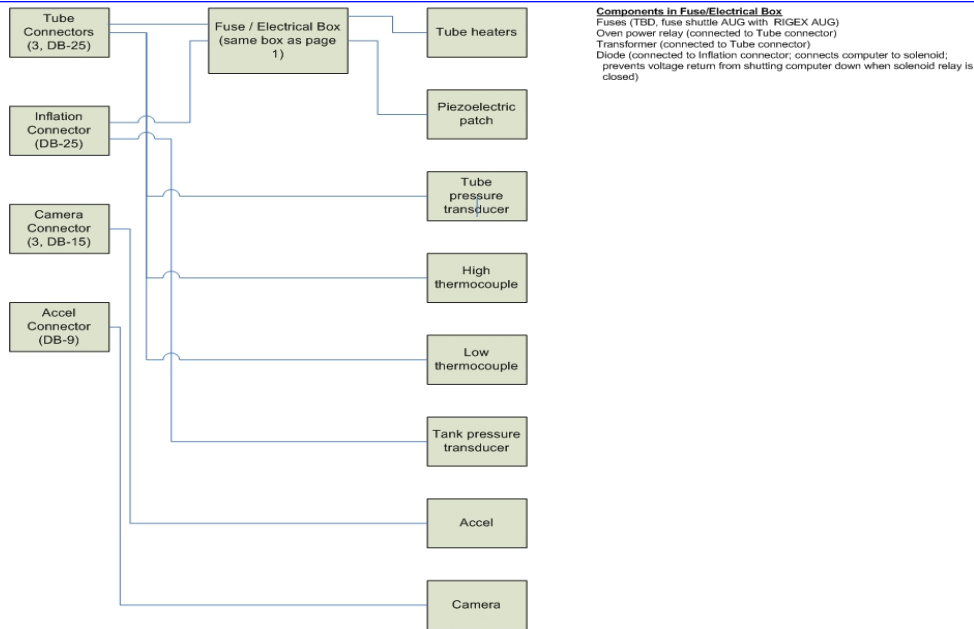 Tube
Connectors
(3, DB-25)
Fuse / Electrical Box
(same box as page
1)
Tube heaters
Inflation
Connector
(DB-25)
Piezoelectric
patch
Tube
pressure
transducer
Camera
Connector
(3, DB-15)
High
thermocouple
Accel
Connector
(DB-9)
Low
thermocouple
Tank pressure
transducer
Accel
Camera
Components in Fuse/Electrical Box
Fuses (TBD, fuse shuttle AUG with RIGEX AUG)
Oven power relay (connected to Tube connector)
Transformer (connected to Tube connector)
Diode (connected to Inflation connector; connects computer to solenoid;
prevents voltage return from shutting computer down when solenoid relay is
closed)